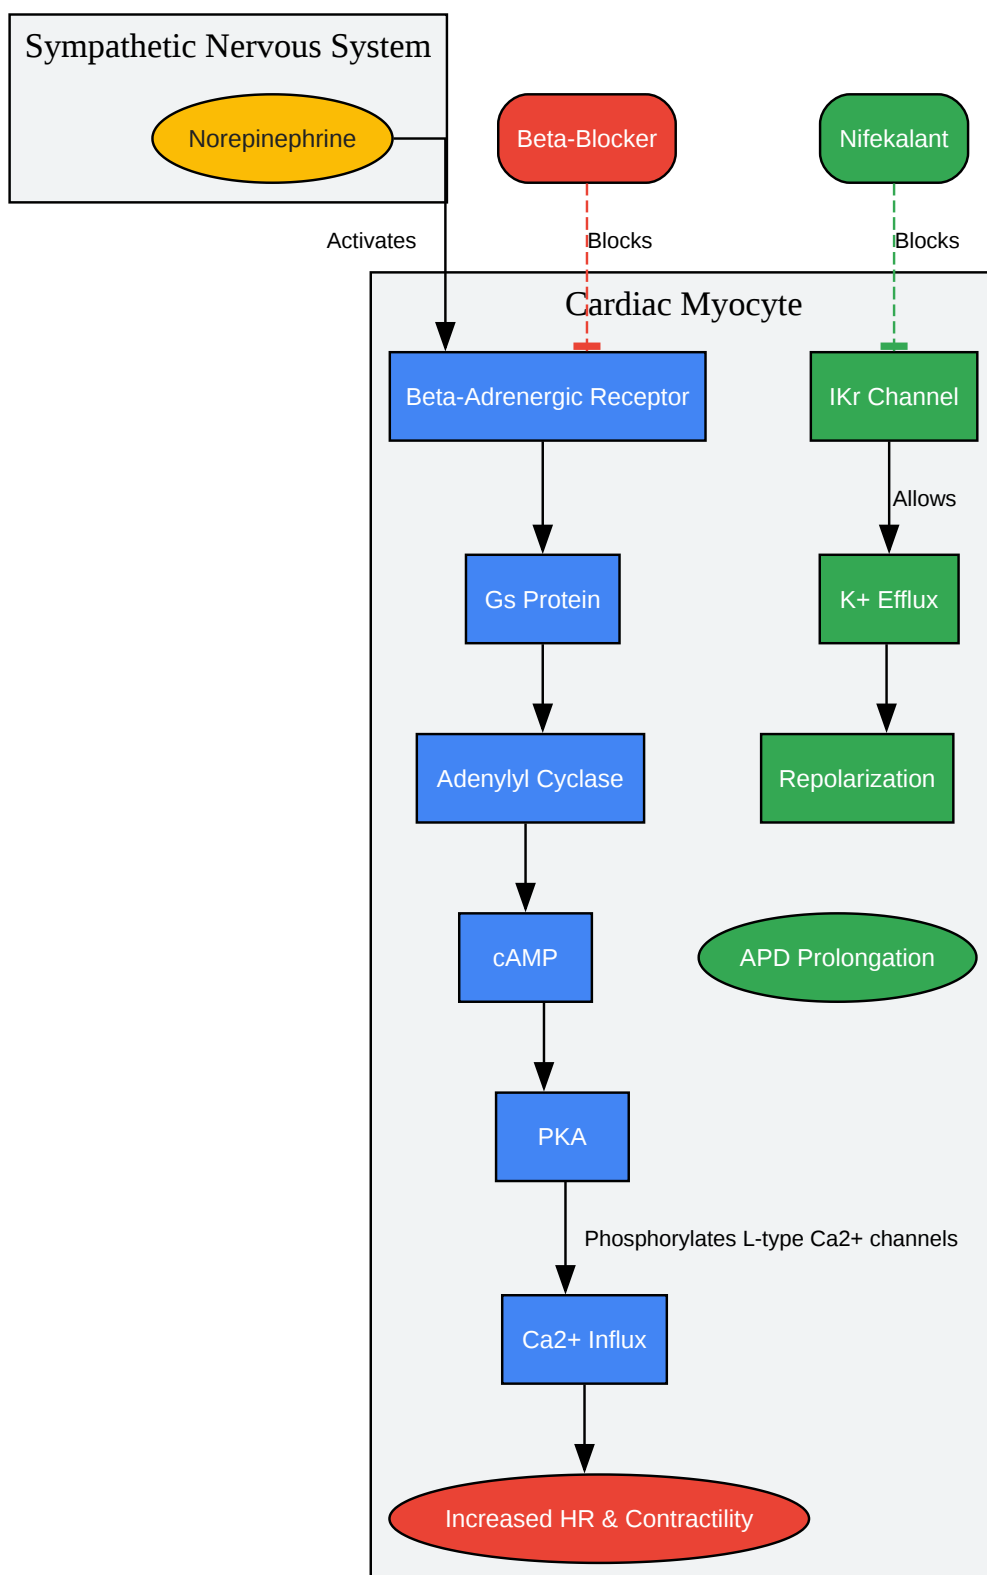 Sympathetic Nervous System
Norepinephrine
Beta-Blocker
Nifekalant
Activates
Blocks
Blocks
Cardiac Myocyte
Beta-Adrenergic Receptor
IKr Channel
Allows
Gs Protein
K+ Efflux
Adenylyl Cyclase
Repolarization
cAMP
APD Prolongation
PKA
Phosphorylates L-type Ca2+ channels
Ca2+ Influx
Increased HR & Contractility